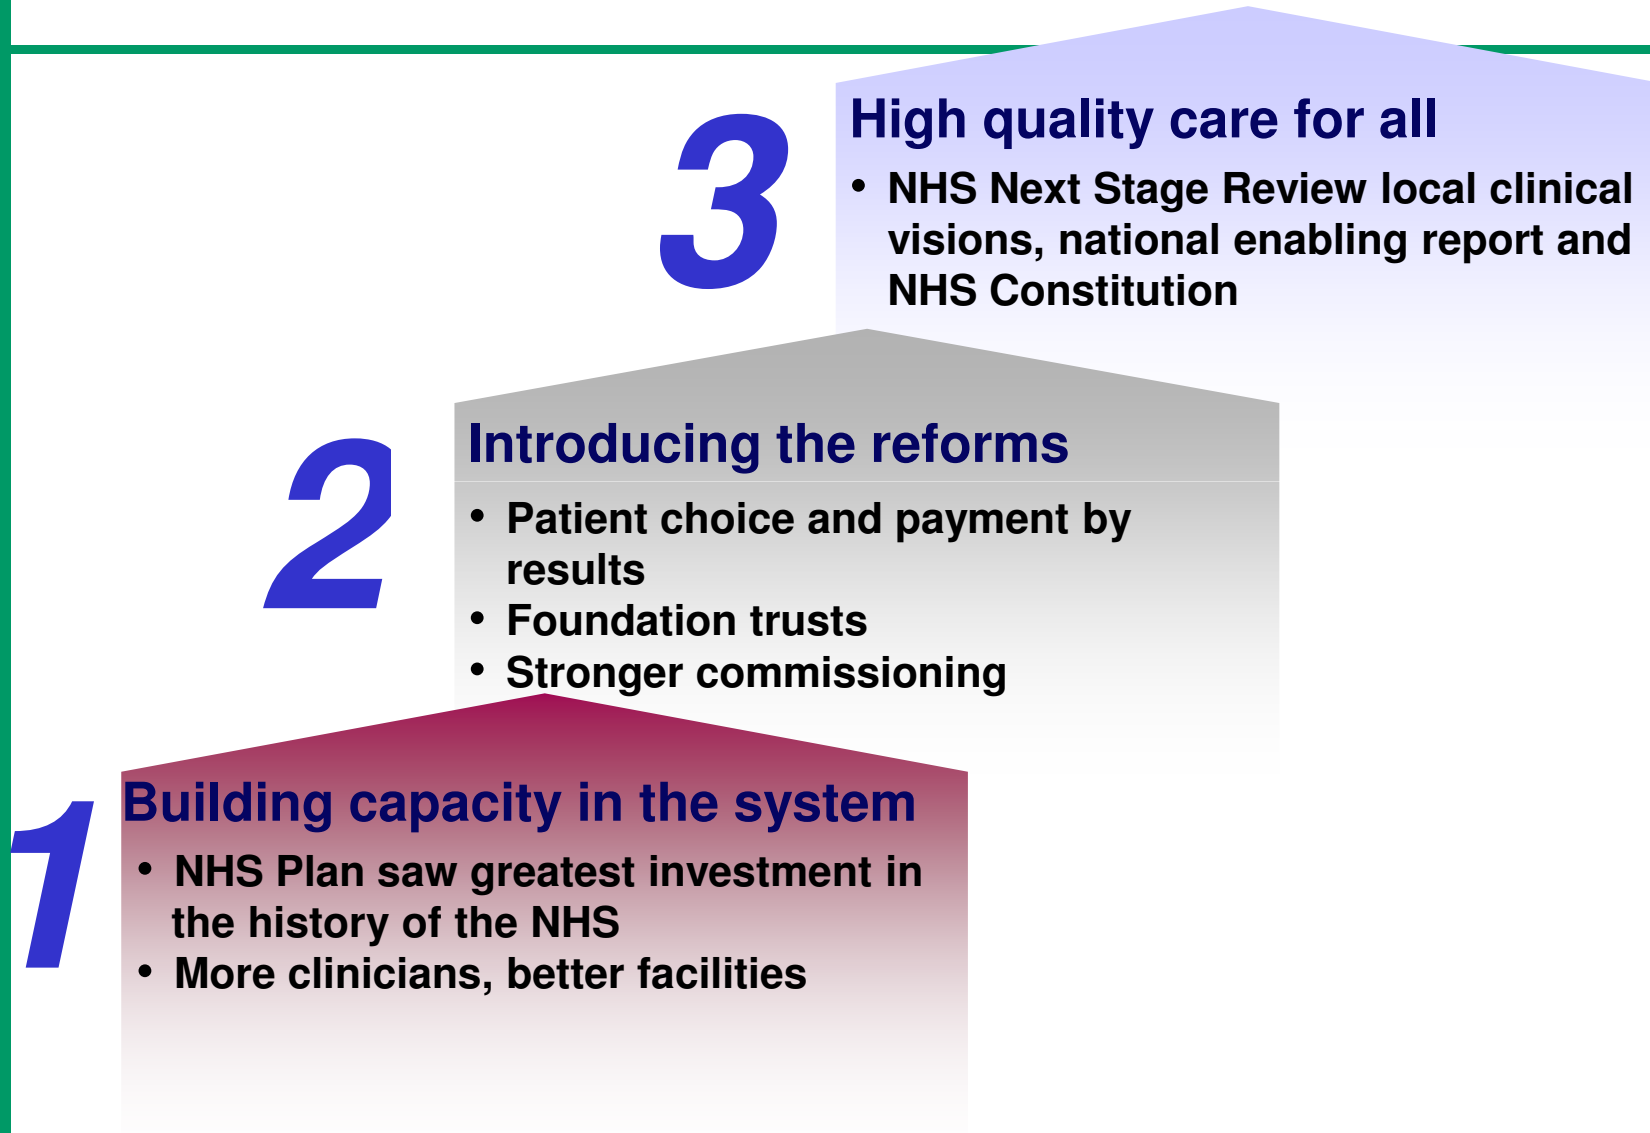 3
High quality care for all
• NHS Next Stage Review local clinical
visions, national enabling report and
NHS Constitution
2
Introducing the reforms
• Patient choice and payment by
results
• Foundation trusts
• Stronger commissioning
1
Building capacity in the system
• NHS Plan saw greatest investment in
the history of the NHS
• More clinicians, better facilities